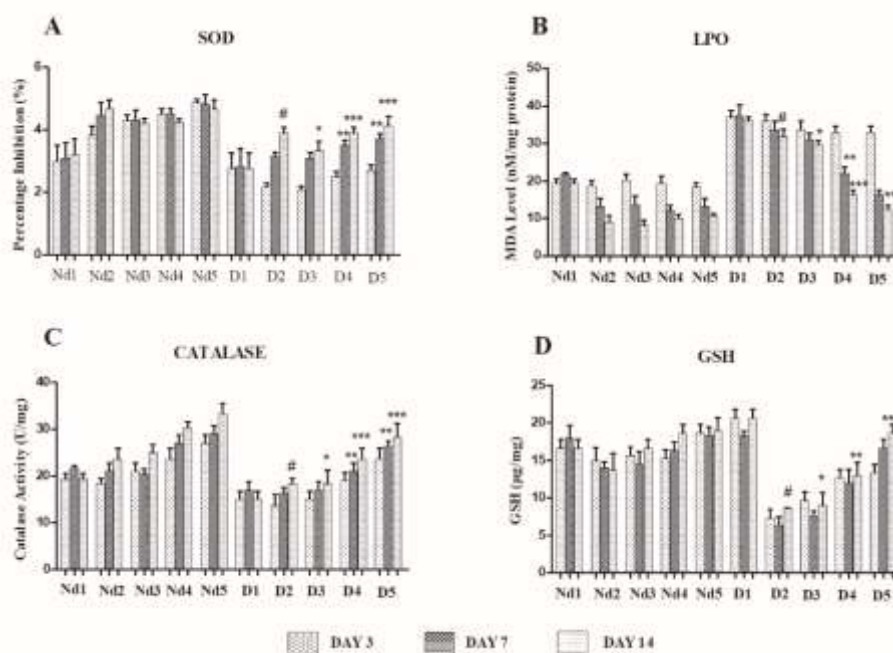 A
SOD
Percentage Inhibition (%)
6
4
2
0
Nd1 Nd2 Nd3 Nd4 Nd5 D1 D2 D3 D4 D5
# * ** *** ** ***
B
LPO
MDA Level (nM/mg protein)
50
40
30
20
10
0
Nd1 Nd2 Nd3 Nd4 Nd5 D1 D2 D3 D4 D5
# * ** *** **
C
CATALASE
Catalase Activity (U/mg)
40
30
20
10
0
Nd1 Nd2 Nd3 Nd4 Nd5 D1 D2 D3 D4 D5
# * ** *** ** ***
D
GSH
GSH (µg/mg)
25
20
15
10
5
0
Nd1 Nd2 Nd3 Nd4 Nd5 D1 D2 D3 D4 D5
# * ** **
DAY 3 DAY 7 DAY 14